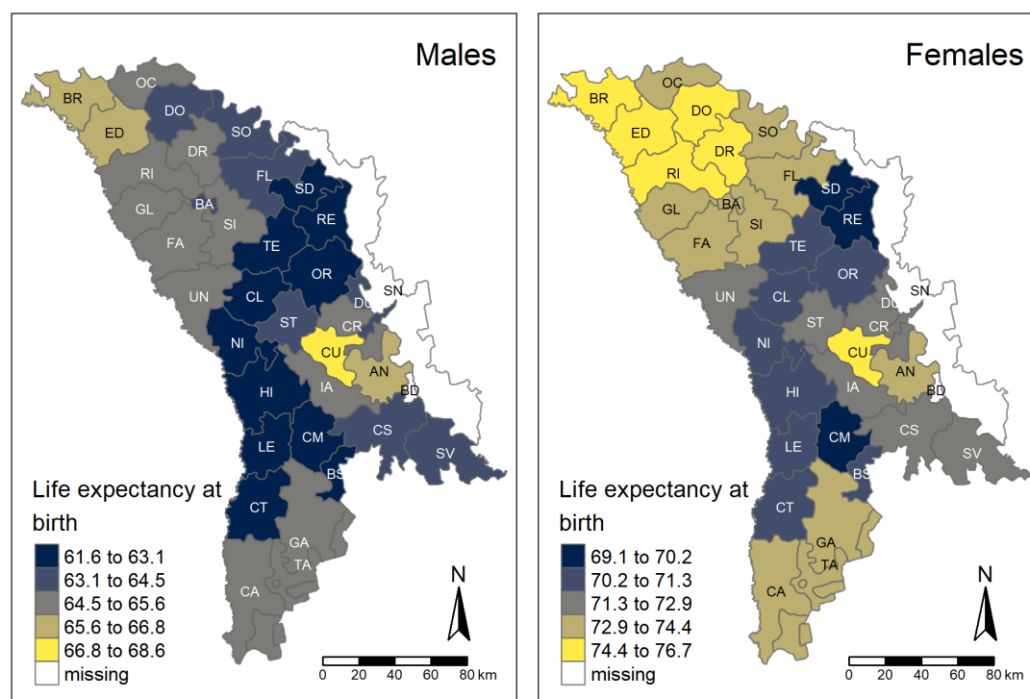 Males
OC
BR
DO
ED
SO
DR
RI
FL
SD
BA
GL
RE
SI
FA
TE
OR
UN
CL
SN
DU
ST
CR
NI
CU
AN
IA
BD
HI
CS
LE
CM
SV
BS
CT
GA
TA
CA
Life expectancy at
birth
61.6 to 63.1
63.1 to 64.5
64.5 to 65.6
65.6 to 66.8
66.8 to 68.6
missing
N
0 20 40 60 80 km
Females
OC
BR
DO
ED
SO
DR
RI
FL
SD
BA
GL
RE
SI
FA
TE
OR
UN
CL
SN
DU
ST
CR
NI
CU
AN
IA
BD
HI
CS
LE
CM
SV
BS
CT
GA
TA
CA
Life expectancy at
birth
69.1 to 70.2
70.2 to 71.3
71.3 to 72.9
72.9 to 74.4
74.4 to 76.7
missing
N
0 20 40 60 80 km